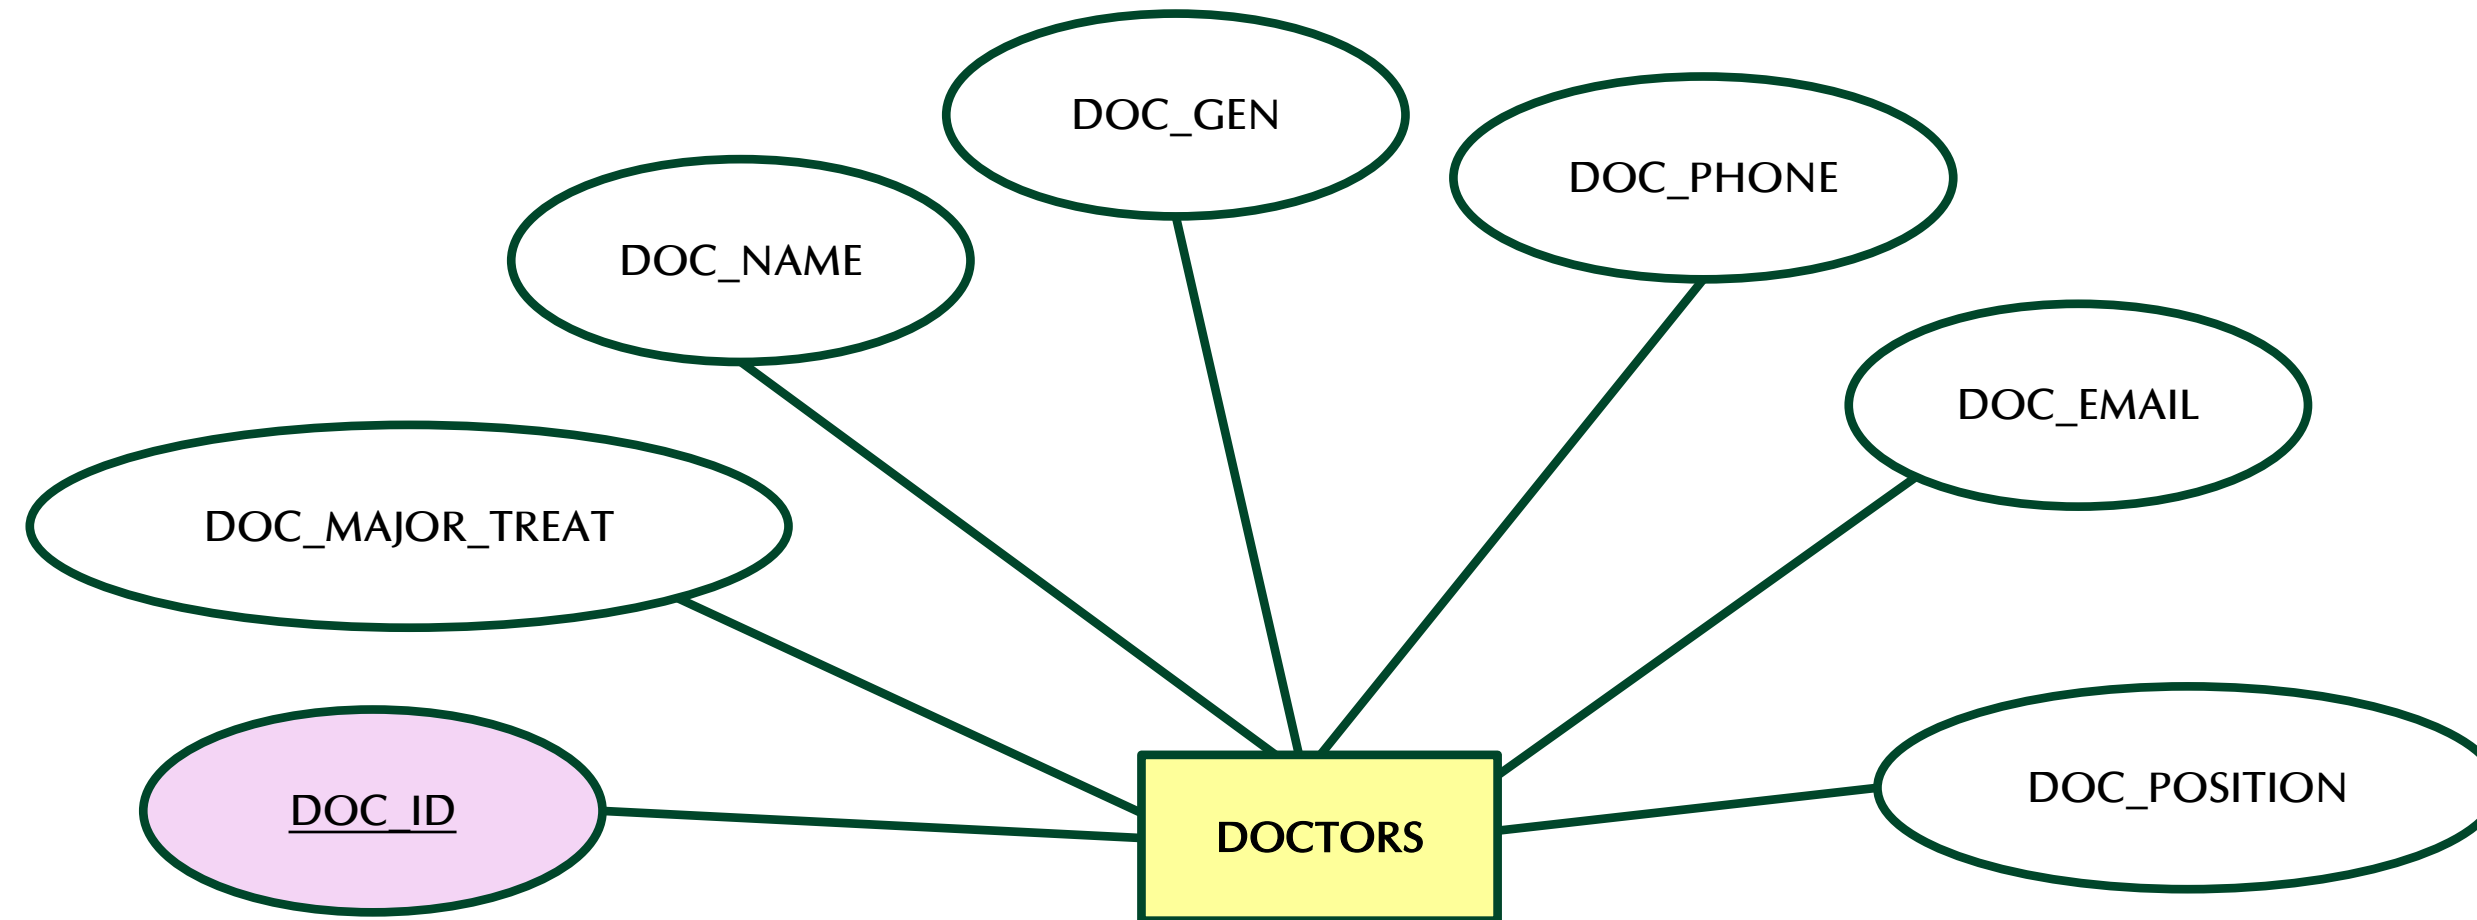 DOC_GEN
DOC_PHONE
DOC_NAME
DOC_EMAIL
DOC_MAJOR_TREAT
DOC_POSITION
DOC_ID
DOCTORS